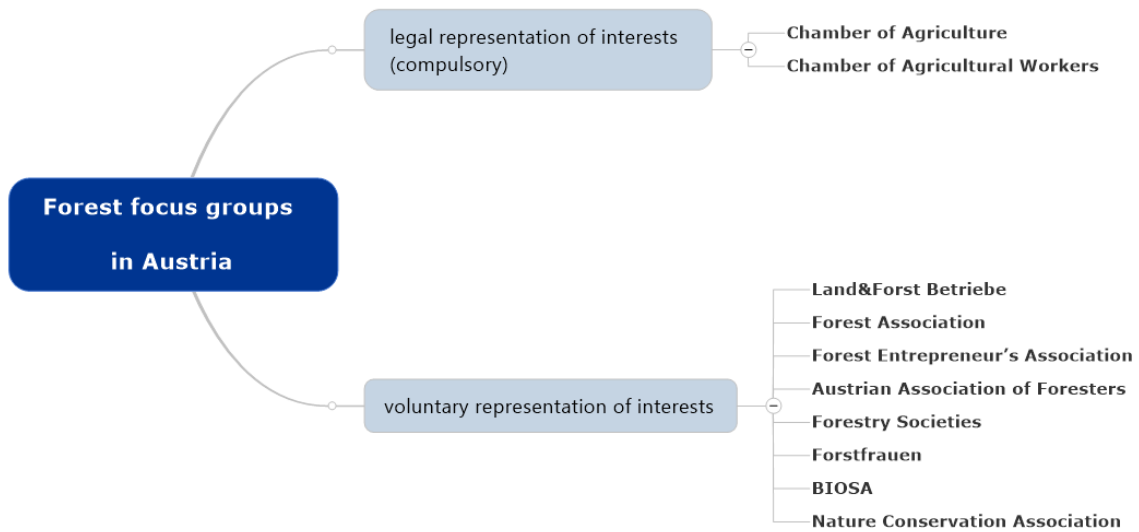 Forest focus groups
in Austria
legal representation of interests
(compulsory)
Chamber of Agriculture
Chamber of Agricultural Workers
voluntary representation of interests
Land&Forst Betriebe
Forest Association
Forest Entrepreneur’s Association
Austrian Association of Foresters
Forestry Societies
Forstfrauen
BIOSA
Nature Conservation Association